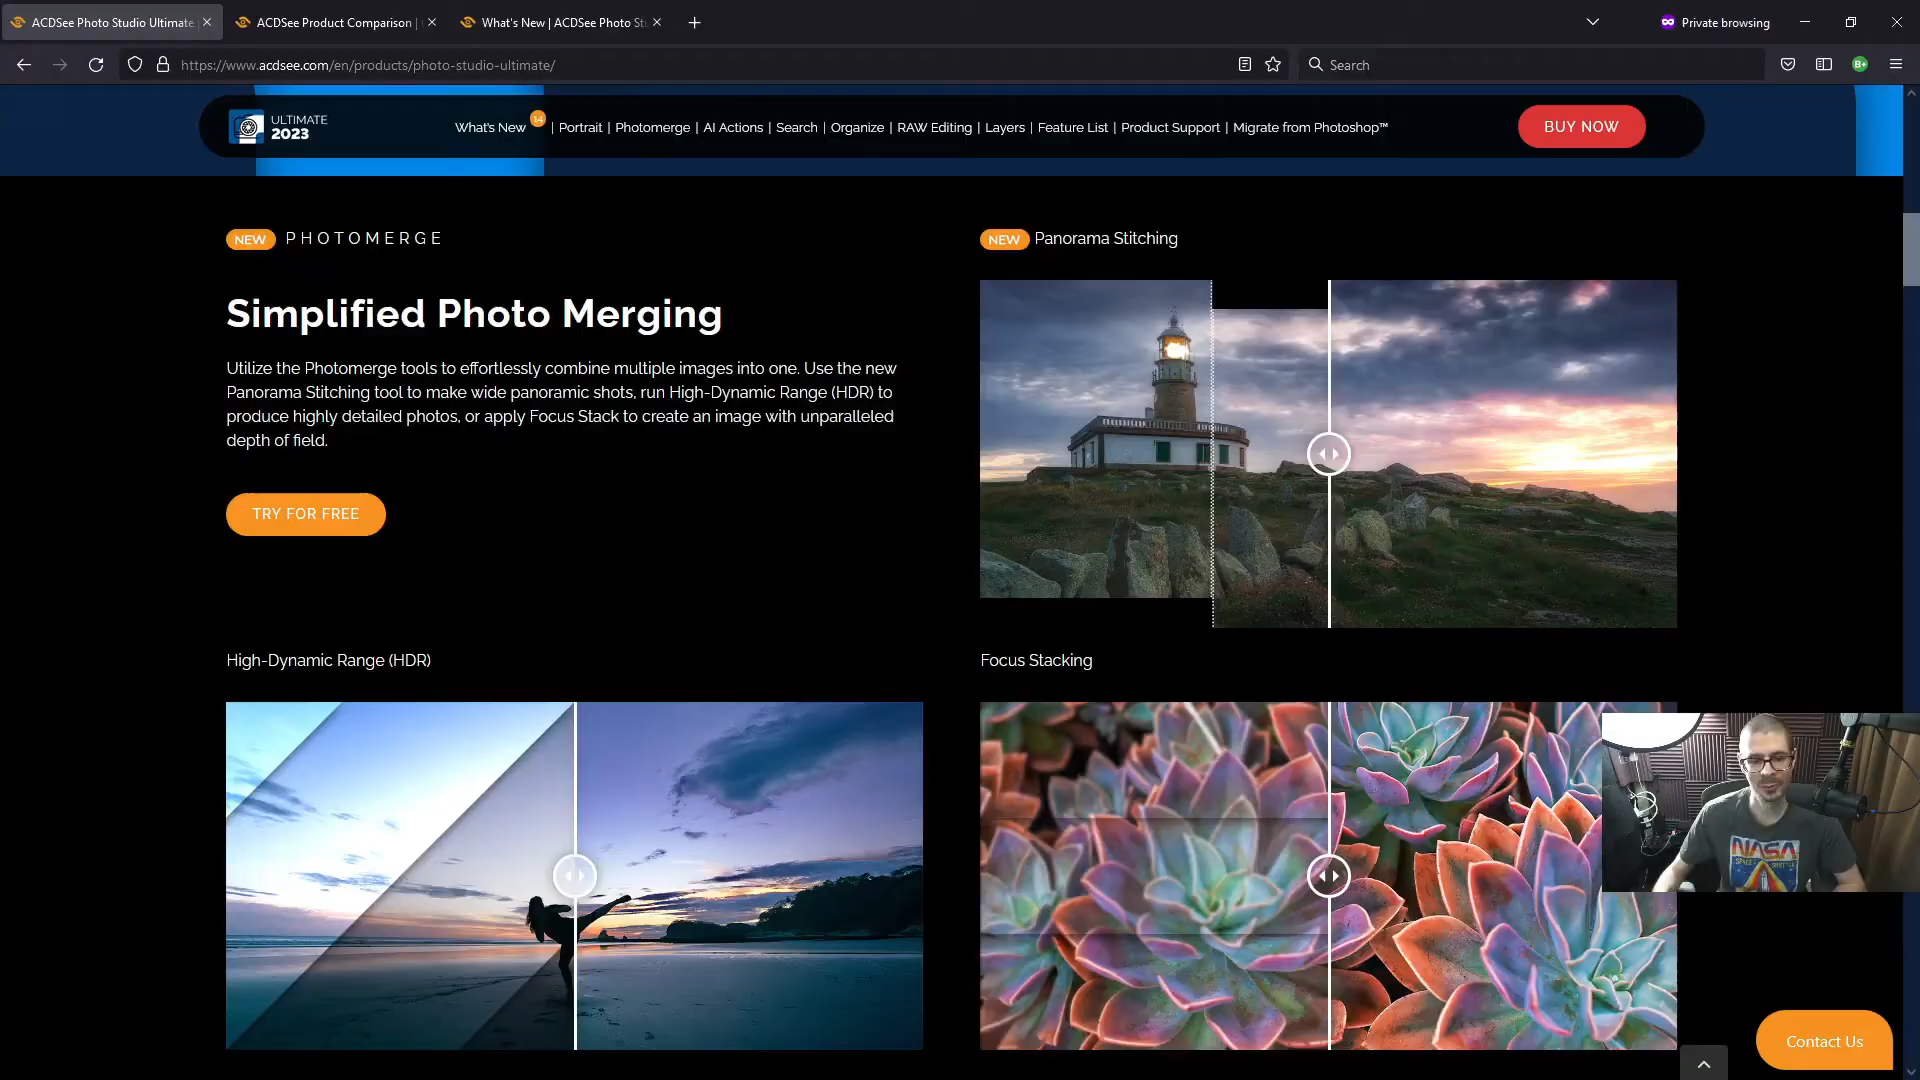 ACDSee Photo Studio Ultimate
ACDSee Product Comparison |
What's New | ACDSee Photo St
Private browsing
https://www.acdsee.com/en/products/photo-studio-ultimate/
Search
B+
ULTIMATE
2023
What's New 14 | Portrait | Photomerge | AI Actions | Search | Organize | RAW Editing | Layers | Feature List | Product Support | Migrate from Photoshop™
BUY NOW
NEW PHOTOMERGE
NEW Panorama Stitching
Simplified Photo Merging
Utilize the Photomerge tools to effortlessly combine multiple images into one. Use the new
Panorama Stitching tool to make wide panoramic shots, run High-Dynamic Range (HDR) to
produce highly detailed photos, or apply Focus Stack to create an image with unparalleled
depth of field.
TRY FOR FREE
High-Dynamic Range (HDR)
Focus Stacking
NASA
SPACE SHUTTLE
Contact Us